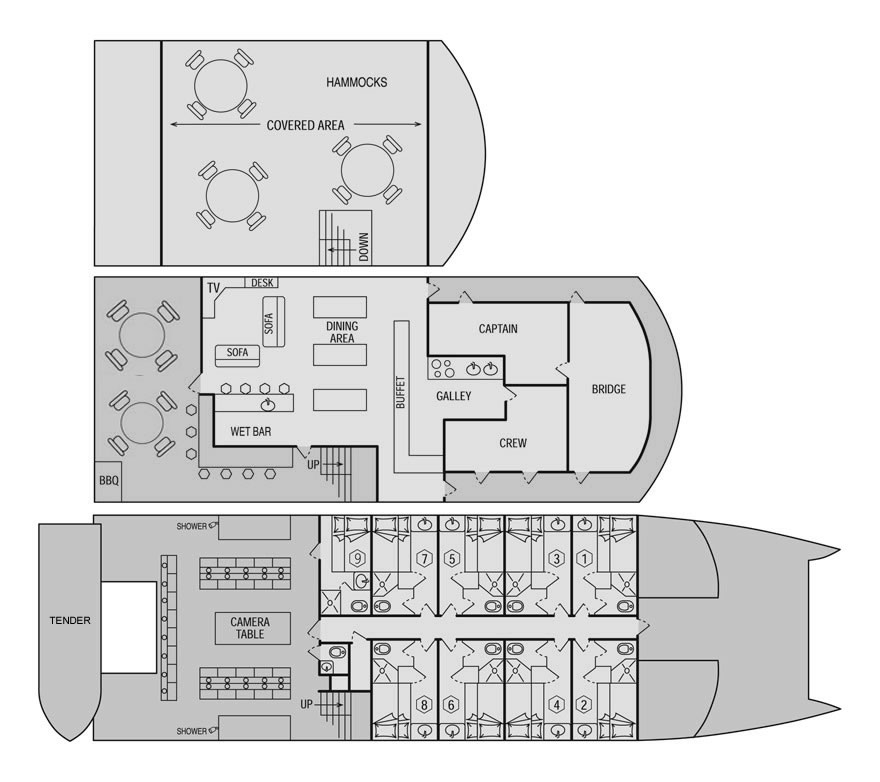 HAMMOCKS
COVERED AREA
DOWN
TV
DESK
SOFA
SOFA
DINING
AREA
CAPTAIN
BRIDGE
BUFFET
GALLEY
WET BAR
CREW
UP
BBQ
SHOWER
9
7
5
3
1
TENDER
CAMERA
TABLE
UP
8
6
4
2
SHOWER